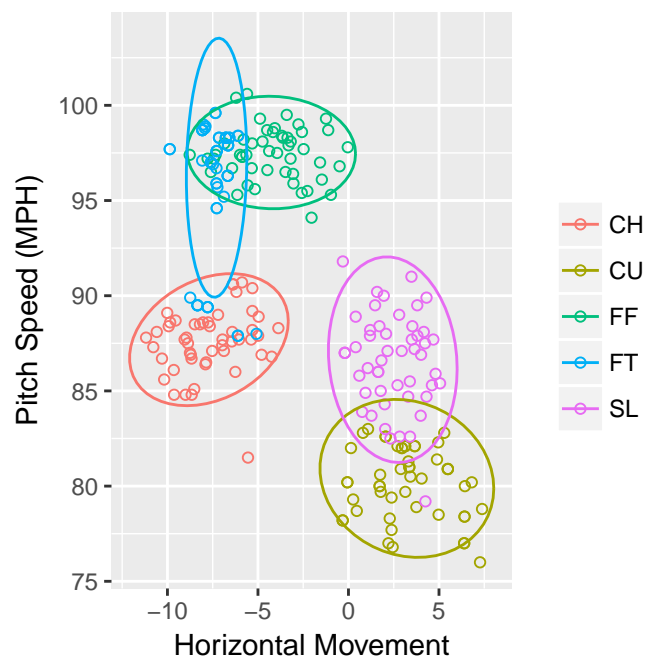 Pitch Speed (MPH)
100
95
90
85
80
75
−10
−5
0
5
Horizontal Movement
CH
CU
FF
FT
SL